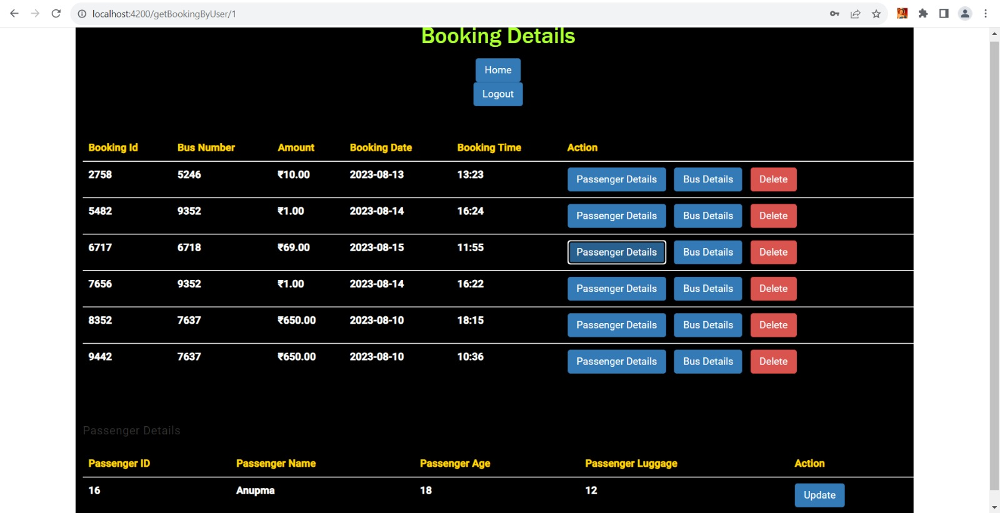 localhost:4200/getBookingByUser/1
Booking Details
Home
Logout
Booking Id Bus Number Amount Booking Date Booking Time Action
2758 5246 ₹10.00 2023-08-13 13:23 Passenger Details Bus Details Delete
5482 9352 ₹1.00 2023-08-14 16:24 Passenger Details Bus Details Delete
6717 6718 ₹69.00 2023-08-15 11:55 Passenger Details Bus Details Delete
7656 9352 ₹1.00 2023-08-14 16:22 Passenger Details Bus Details Delete
8352 7637 ₹650.00 2023-08-10 18:15 Passenger Details Bus Details Delete
9442 7637 ₹650.00 2023-08-10 10:36 Passenger Details Bus Details Delete
Passenger Details
Passenger ID Passenger Name Passenger Age Passenger Luggage Action
16 Anupma 18 12 Update